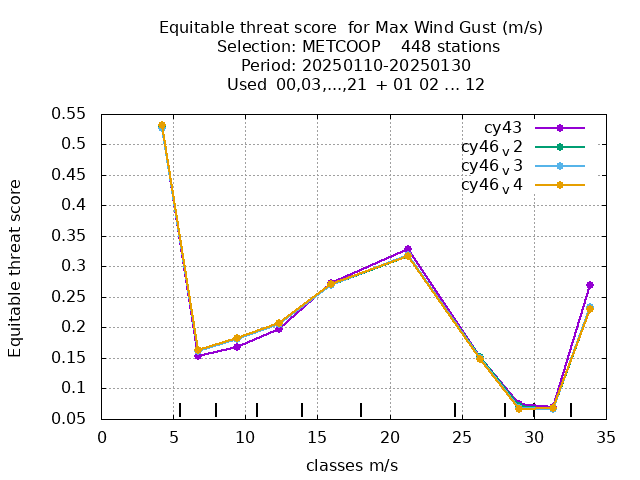 Equitable threat score  for Max Wind Gust (m/s)
Selection: METCOOP    448 stations
Period: 20250110-20250130
Used  00,03,...,21  + 01 02 ... 12
cy43
cy46 v 2
cy46 v 3
cy46 v 4
Equitable threat score
0.55
0.5
0.45
0.4
0.35
0.3
0.25
0.2
0.15
0.1
0.05
0 5 10 15 20 25 30 35
classes m/s